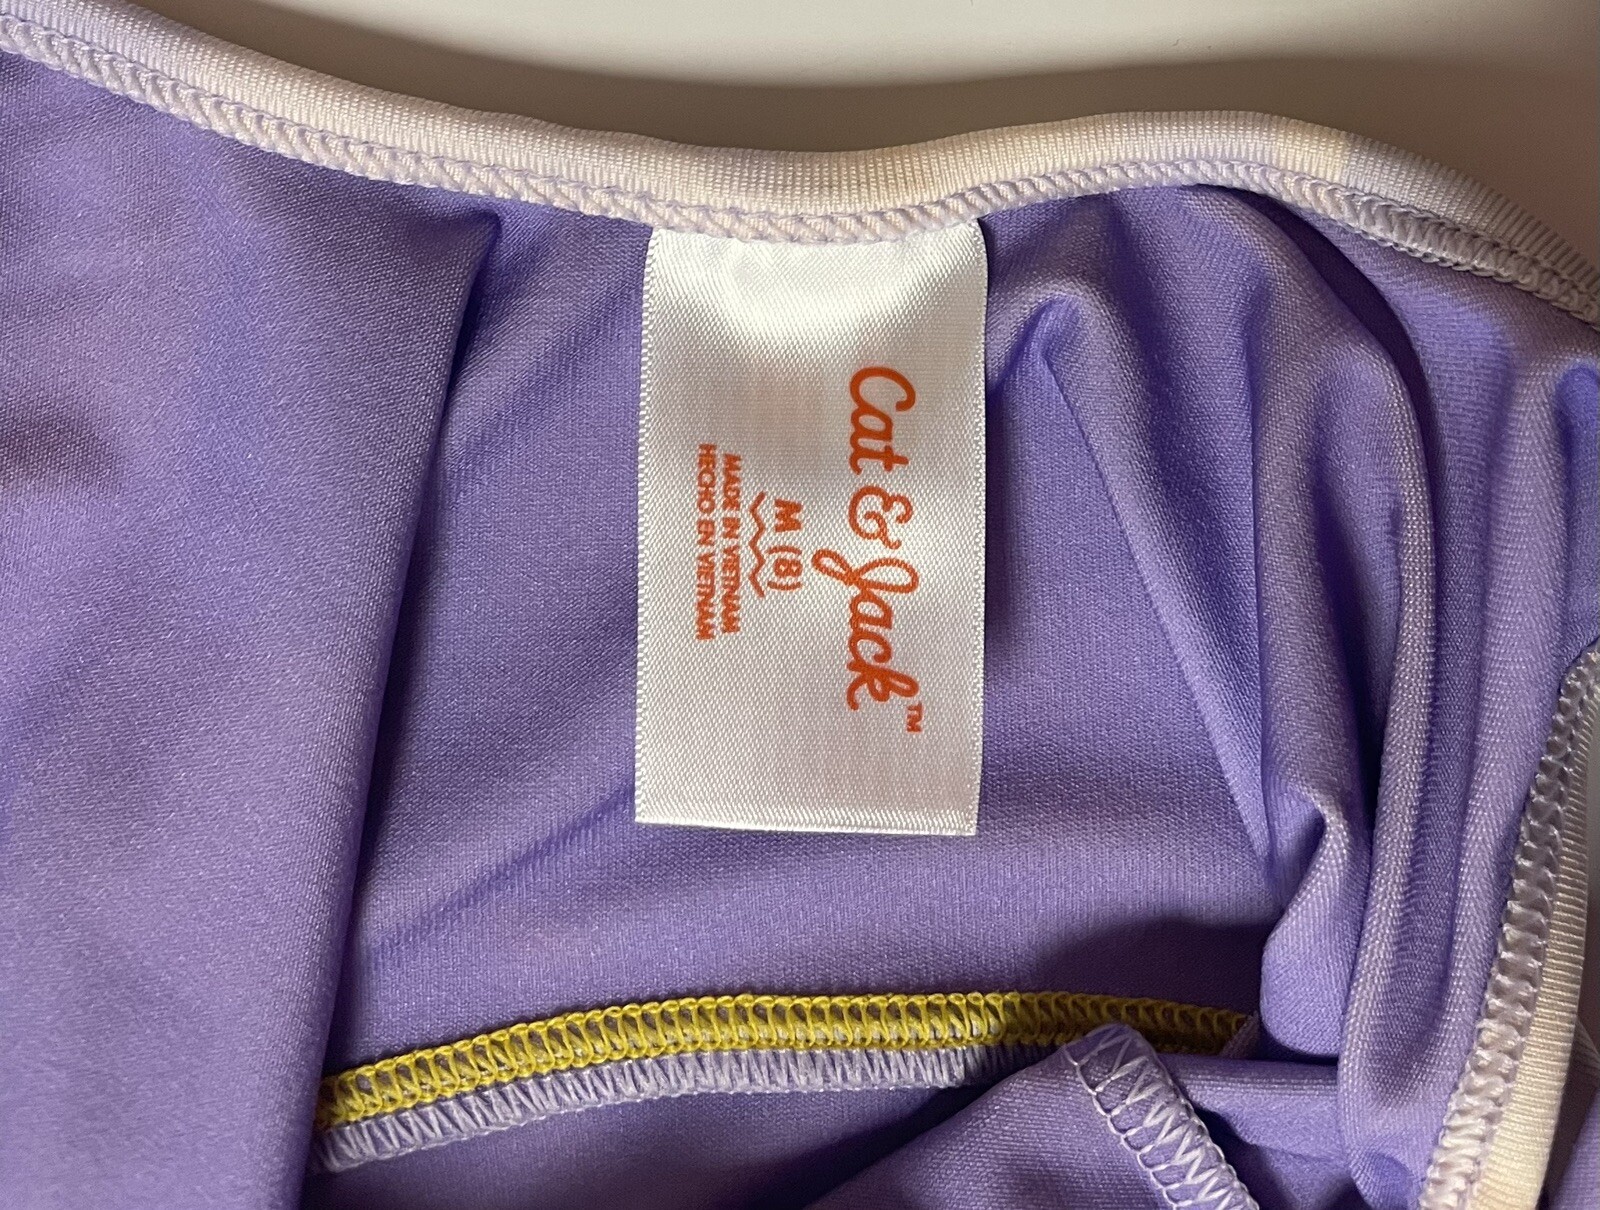 Cat & Jack™
M (8)
MADE IN VIETNAM
HECHO EN VIETNAM